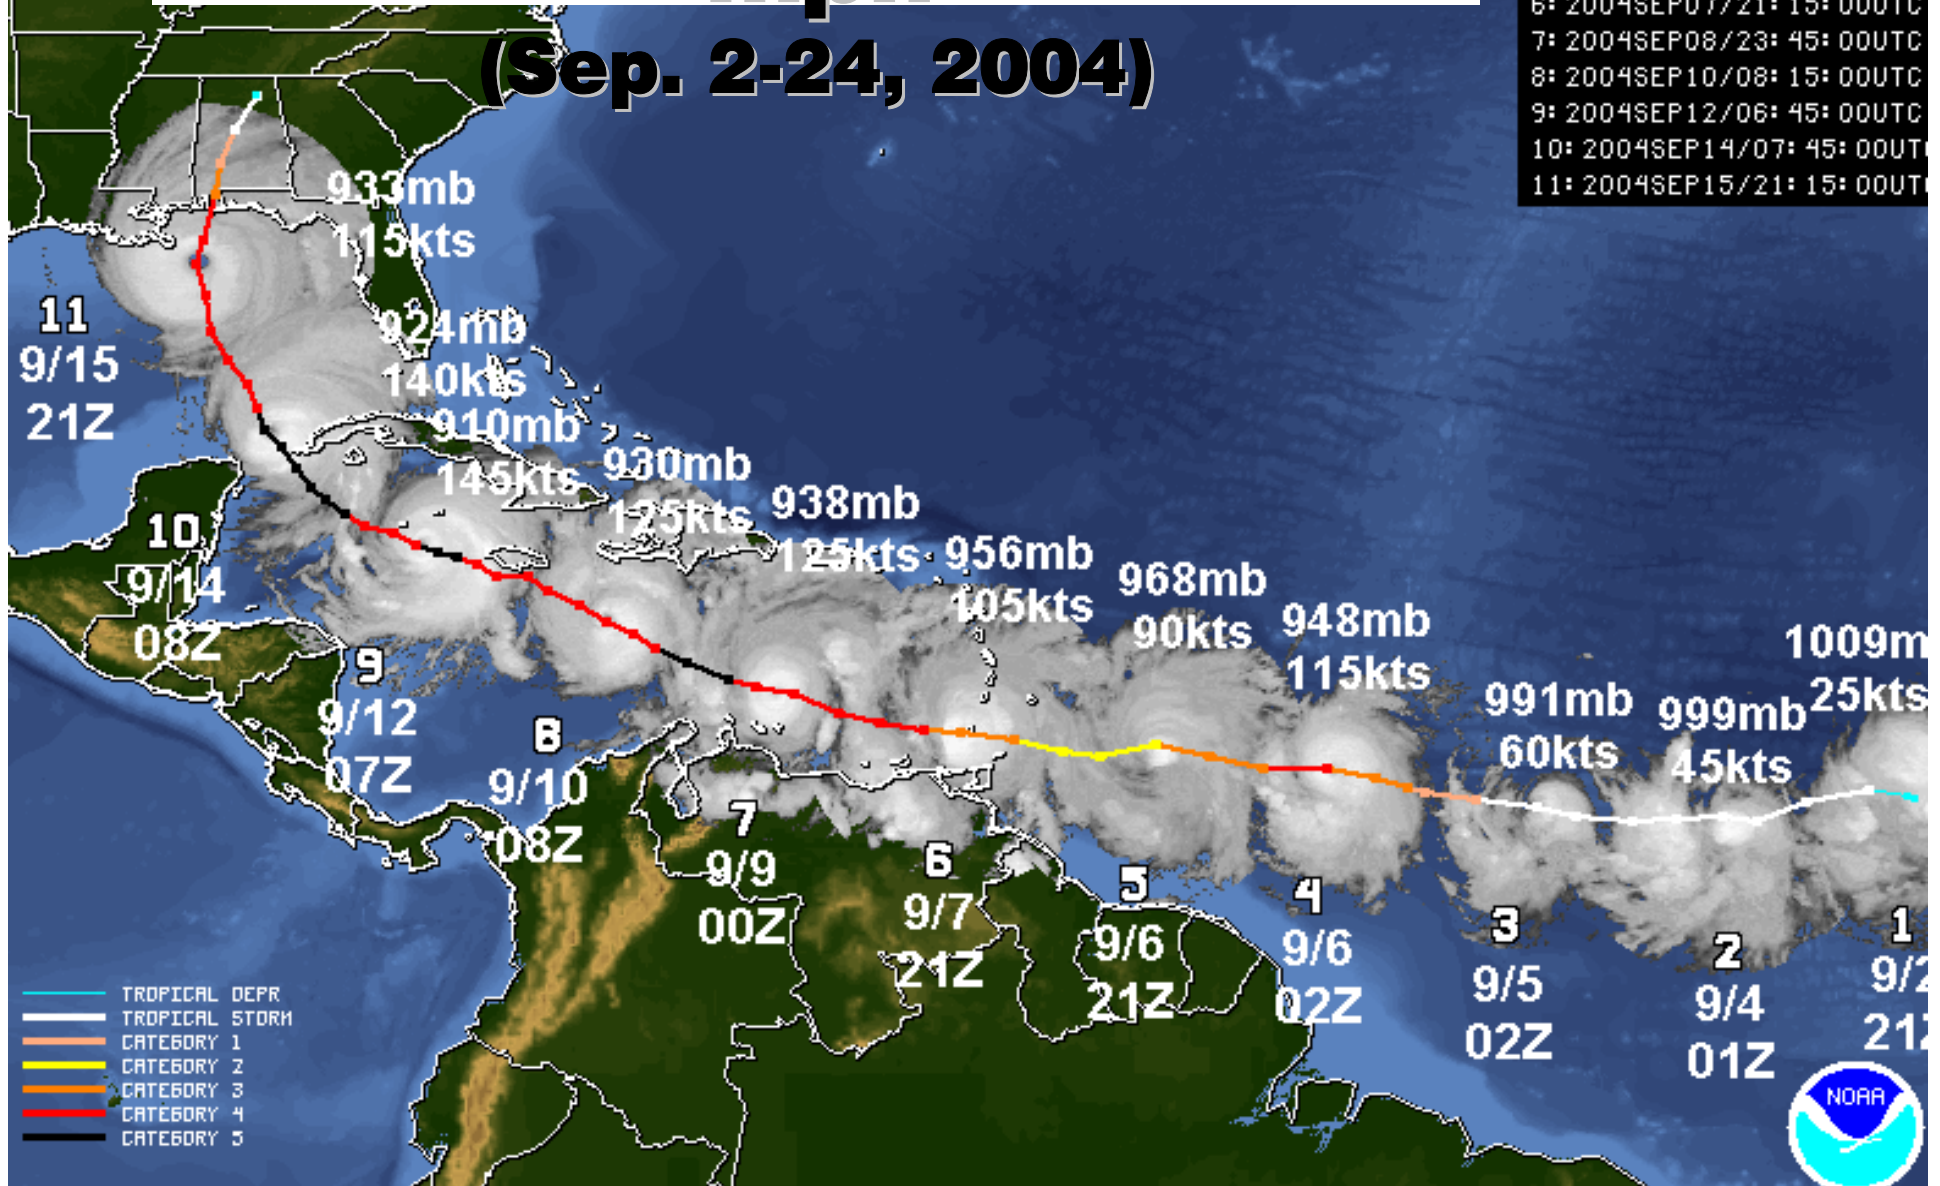 (Sep. 2-24, 2004)
6: 2004SEP07/21: 15: 00UTC
7: 2004SEP08/23: 45: 00UTC
8: 2004SEP10/08: 15: 00UTC
9: 2004SEP12/06: 45: 00UTC
10: 2004SEP14/07: 45: 00UT
11: 2004SEP15/21: 15: 00UT
933mb
115kts
11
9/15
21Z
924mb
140kts
910mb
145kts
930mb
125kts
938mb
125kts
956mb
105kts
968mb
90kts
948mb
115kts
991mb
60kts
999mb
45kts
1009m
25kts
10
9/14
08Z
9
9/12
07Z
8
9/10
08Z
7
9/9
00Z
6
9/7
21Z
5
9/6
21Z
4
9/6
02Z
3
9/5
02Z
2
9/4
01Z
1
9/2
21Z
TROPICAL DEPR
TROPICAL STORM
CATEGORY 1
CATEGORY 2
CATEGORY 3
CATEGORY 4
CATEGORY 5
NOAA